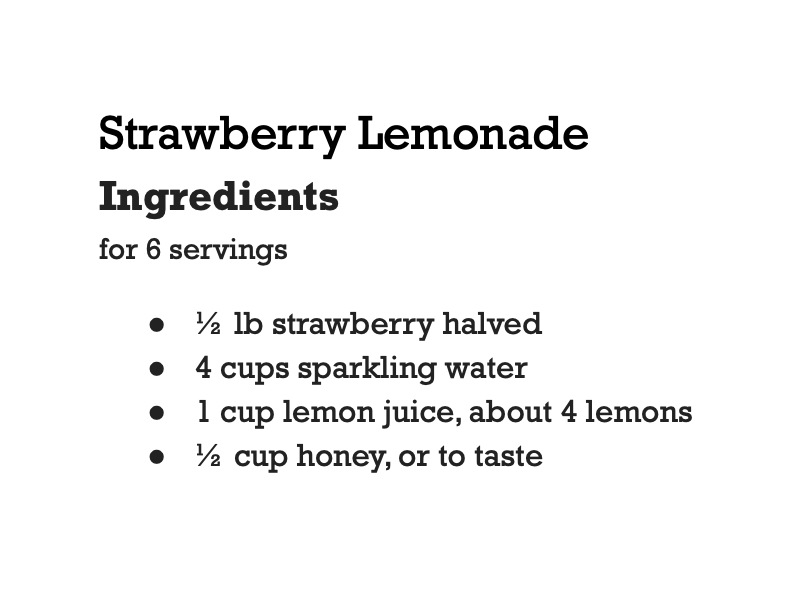 Strawberry Lemonade
Ingredients
for 6 servings
● ½ lb strawberry halved
● 4 cups sparkling water
● 1 cup lemon juice, about 4 lemons
● ½ cup honey, or to taste